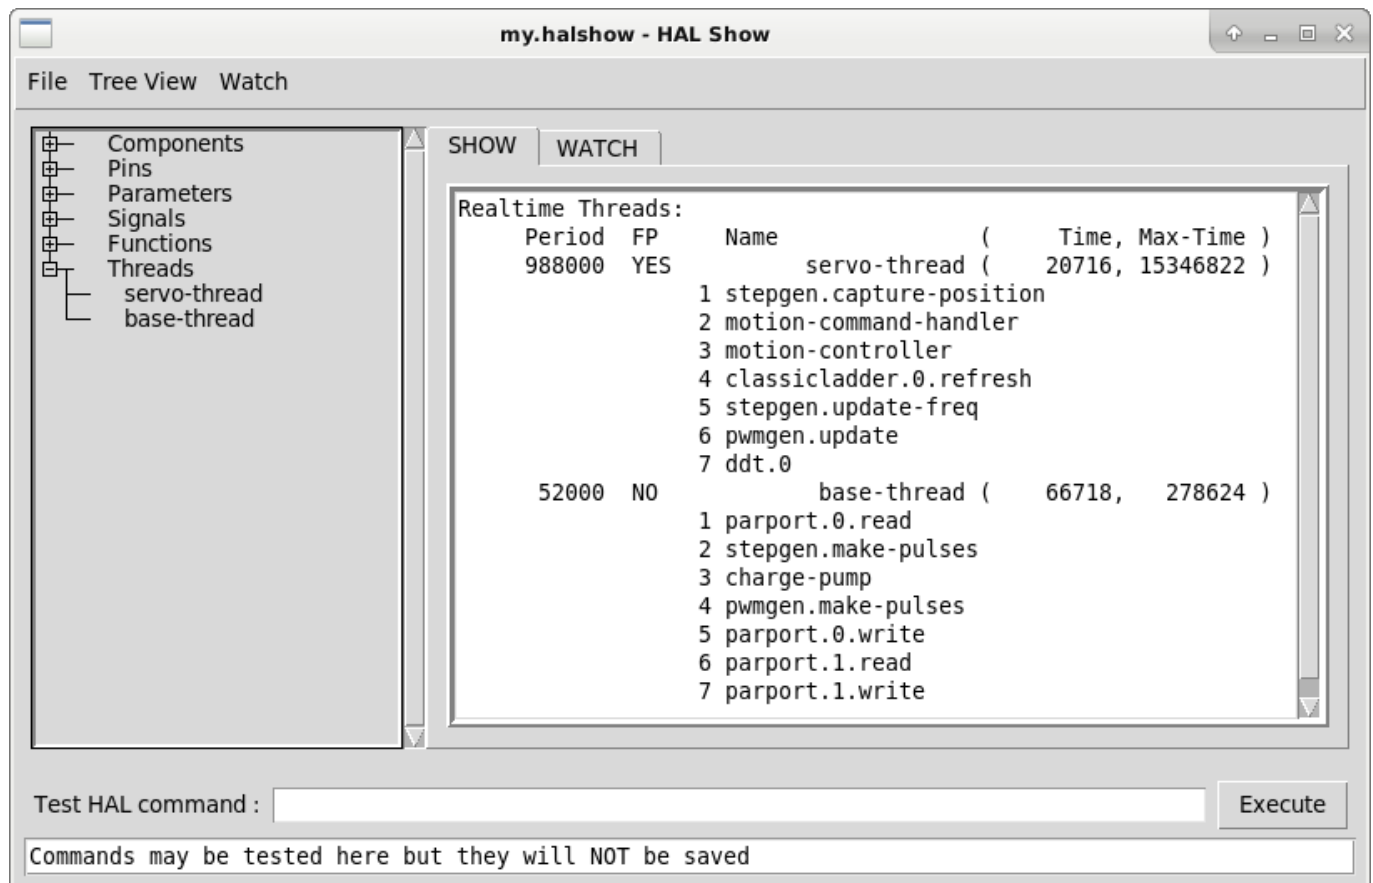 my.halshow - HAL Show
File Tree View Watch
Components
Pins
Parameters
Signals
Functions
Threads
servo-thread
base-thread
SHOW WATCH
Realtime Threads:
Period FP Name ( Time, Max-Time )
988000 YES servo-thread ( 20716, 15346822 )
1 stepgen.capture-position
2 motion-command-handler
3 motion-controller
4 classicladder.0.refresh
5 stepgen.update-freq
6 pwmgen.update
7 ddt.0
52000 NO base-thread ( 66718, 278624 )
1 parport.0.read
2 stepgen.make-pulses
3 charge-pump
4 pwmgen.make-pulses
5 parport.0.write
6 parport.1.read
7 parport.1.write
Test HAL command : Execute
Commands may be tested here but they will NOT be saved